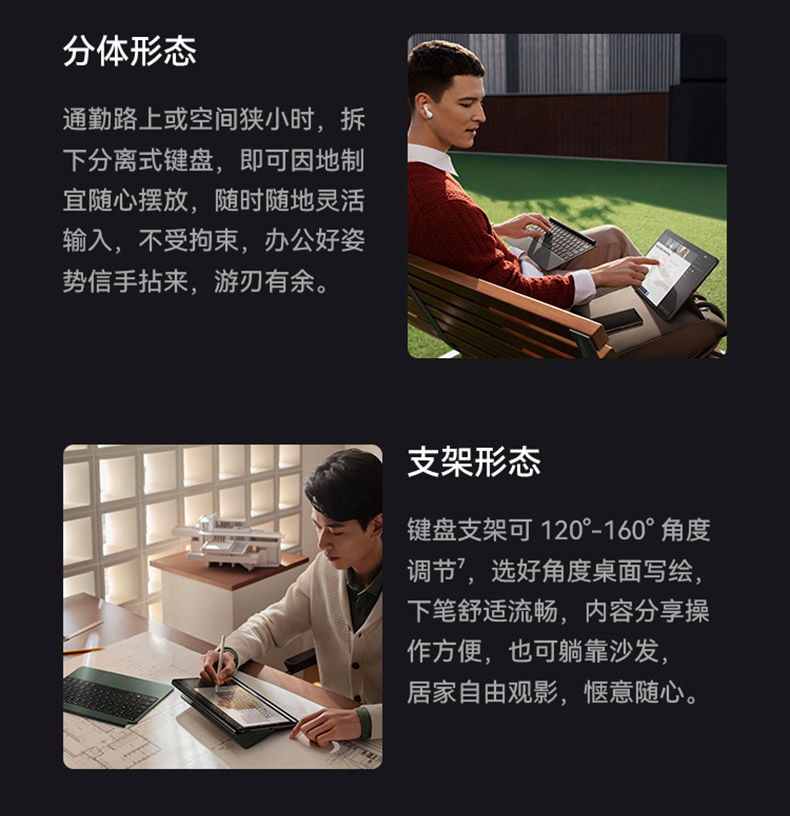 分体形态
通勤路上或空间狭小时，拆
下分离式键盘，即可因地制
宜随心摆放，随时随地灵活
输入，不受拘束，办公好姿
势信手拈来，游刃有余。
支架形态
键盘支架可 120°-160° 角度
调节⁷，选好角度桌面写绘，
下笔舒适流畅，内容分享操
作方便，也可躺靠沙发，
居家自由观影，惬意随心。